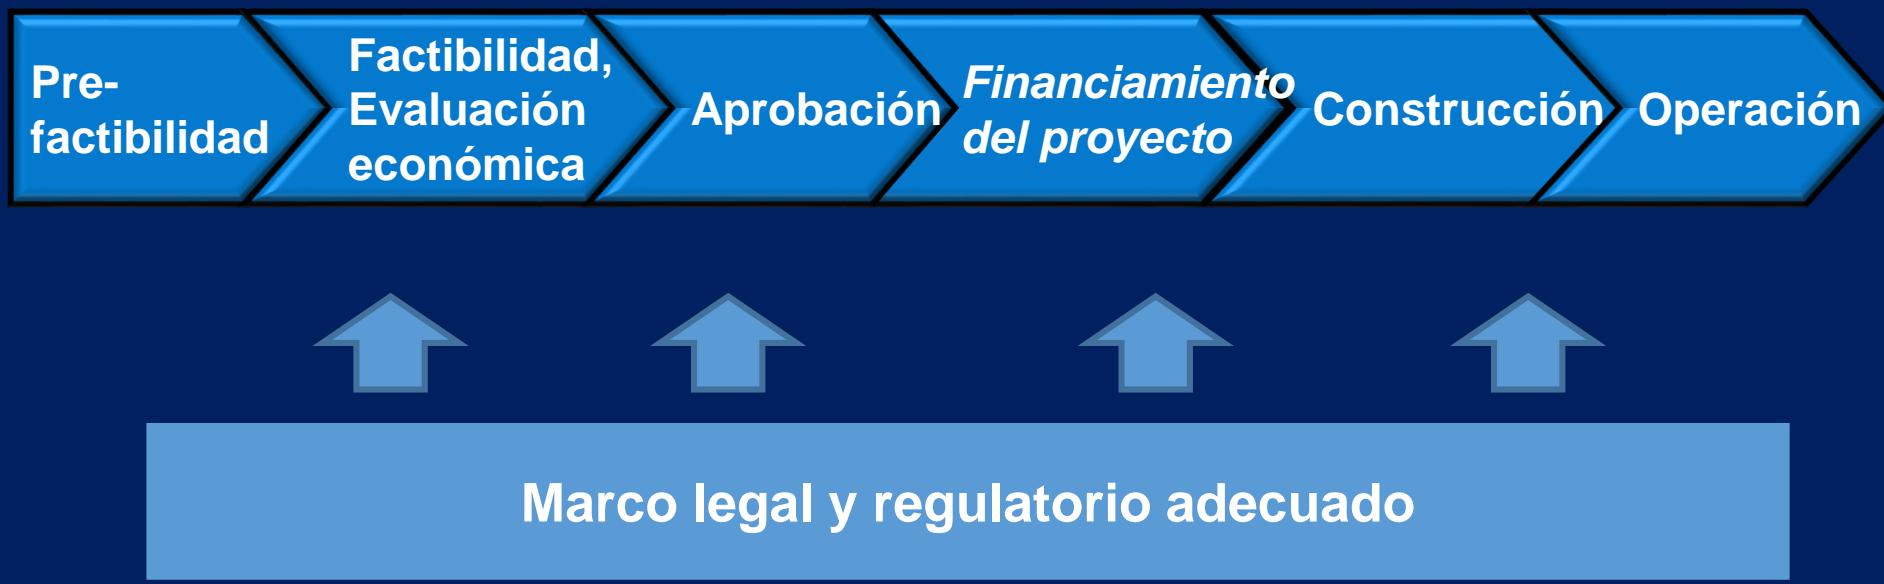 Pre-
factibilidad
Factibilidad,
Evaluación
económica
Aprobación
Financiamiento
del proyecto
Construcción
Operación
Marco legal y regulatorio adecuado